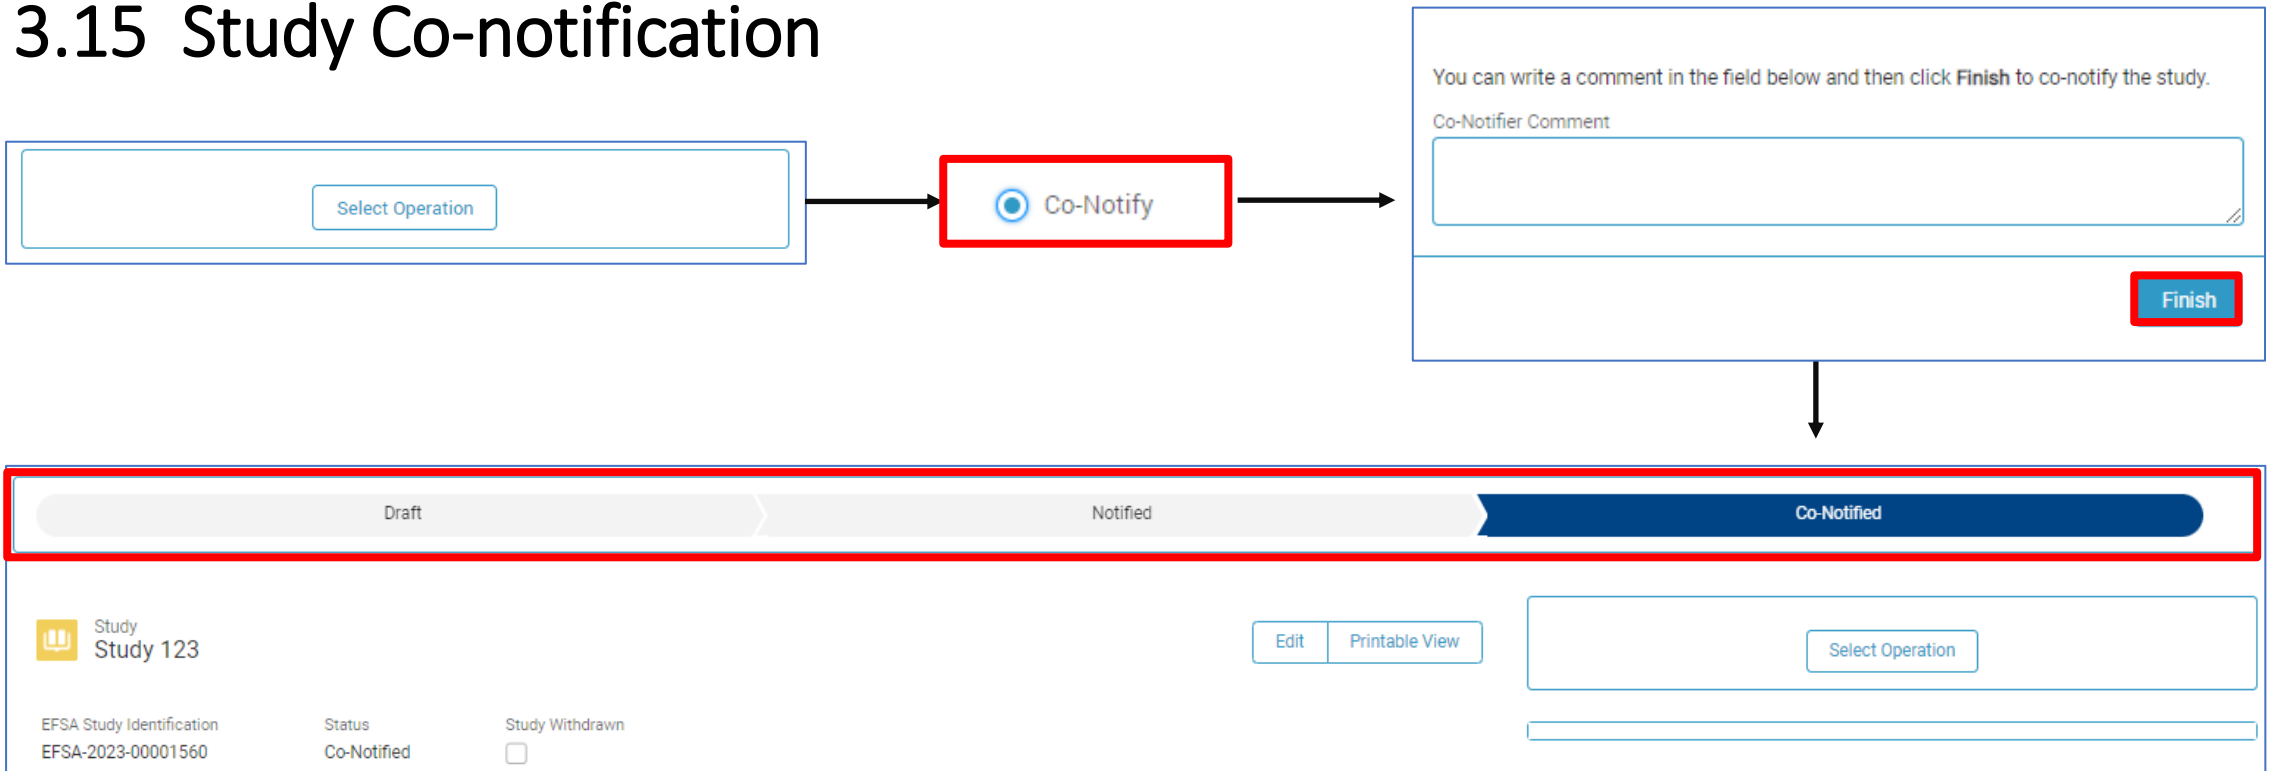 3.15 Study Co-notification
Select Operation
Co-Notify
You can write a comment in the field below and then click Finish to co-notify the study.
Co-Notifier Comment
Finish
Draft
Notified
Co-Notified
Study
Study 123
Edit
Printable View
Select Operation
EFSA Study Identification
Status
Study Withdrawn
EFSA-2023-00001560
Co-Notified